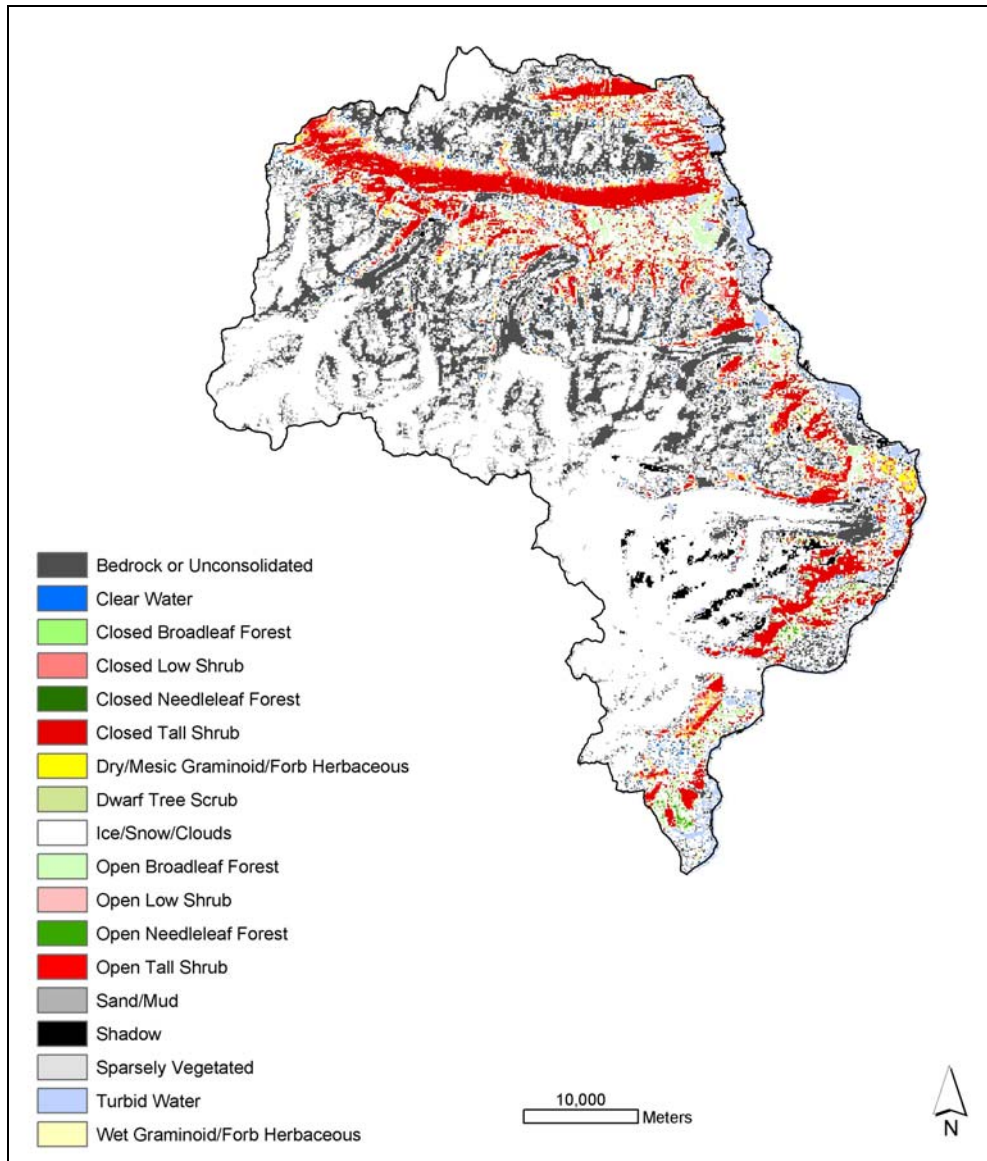 Bedrock or Unconsolidated
Clear Water
Closed Broadleaf Forest
Closed Low Shrub
Closed Needleleaf Forest
Closed Tall Shrub
Dry/Mesic Graminoid/Forb Herbaceous
Dwarf Tree Scrub
Ice/Snow/Clouds
Open Broadleaf Forest
Open Low Shrub
Open Needleleaf Forest
Open Tall Shrub
Sand/Mud
Shadow
Sparsely Vegetated
Turbid Water
Wet Graminoid/Forb Herbaceous
10,000
Meters
N